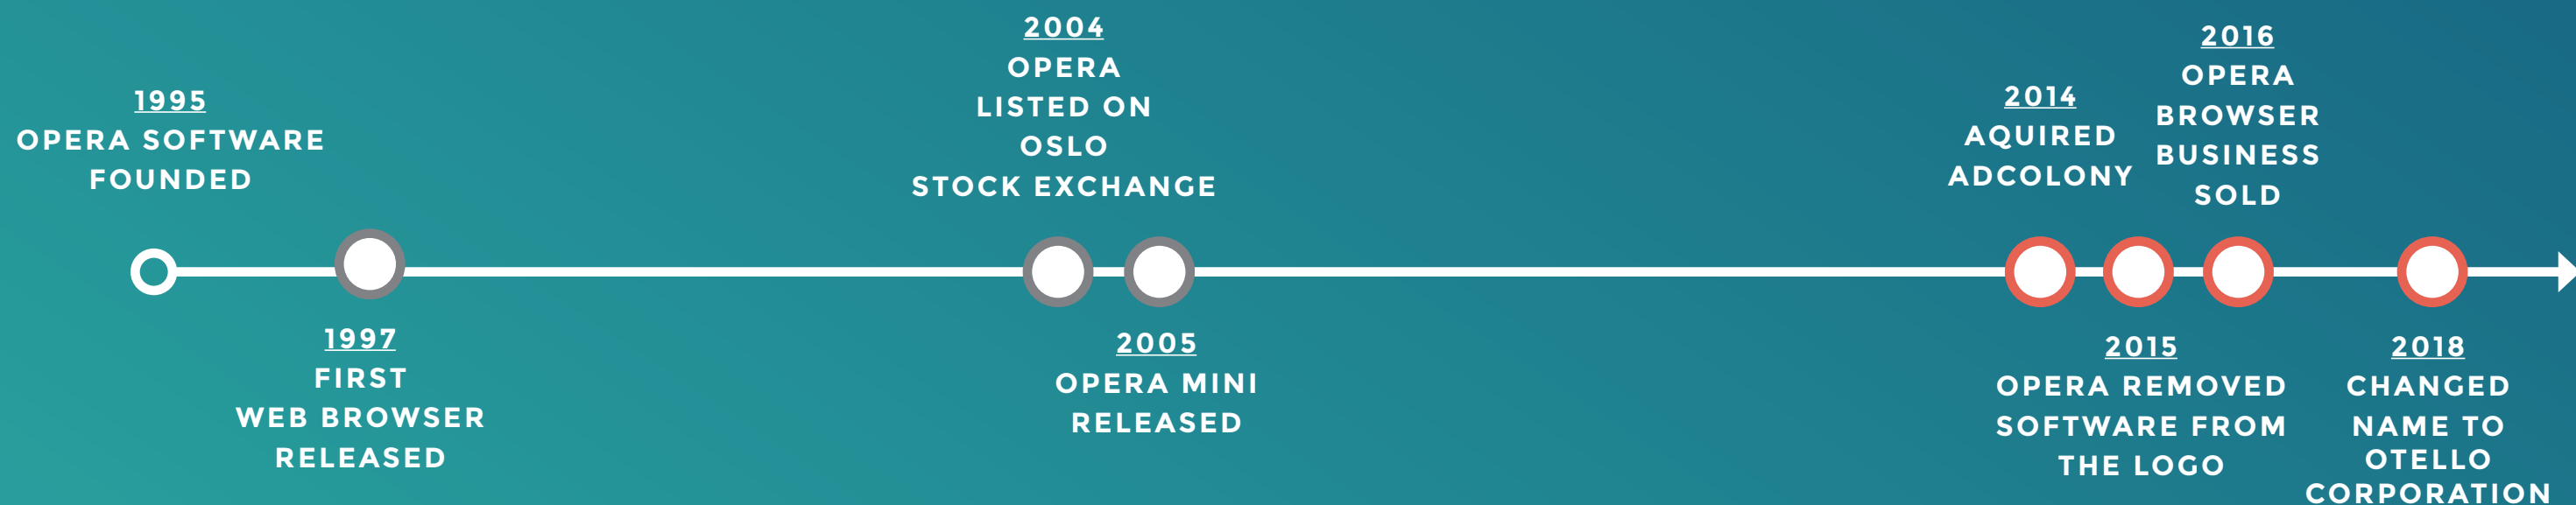 1995
OPERA SOFTWARE
FOUNDED
1997
FIRST
WEB BROWSER
RELEASED
2004
OPERA
LISTED ON
OSLO
STOCK EXCHANGE
2005
OPERA MINI
RELEASED
2014
AQUIRED
ADCOLONY
2015
OPERA REMOVED
SOFTWARE FROM
THE LOGO
2016
OPERA
BROWSER
BUSINESS
SOLD
2018
CHANGED
NAME TO
OTELLO
CORPORATION